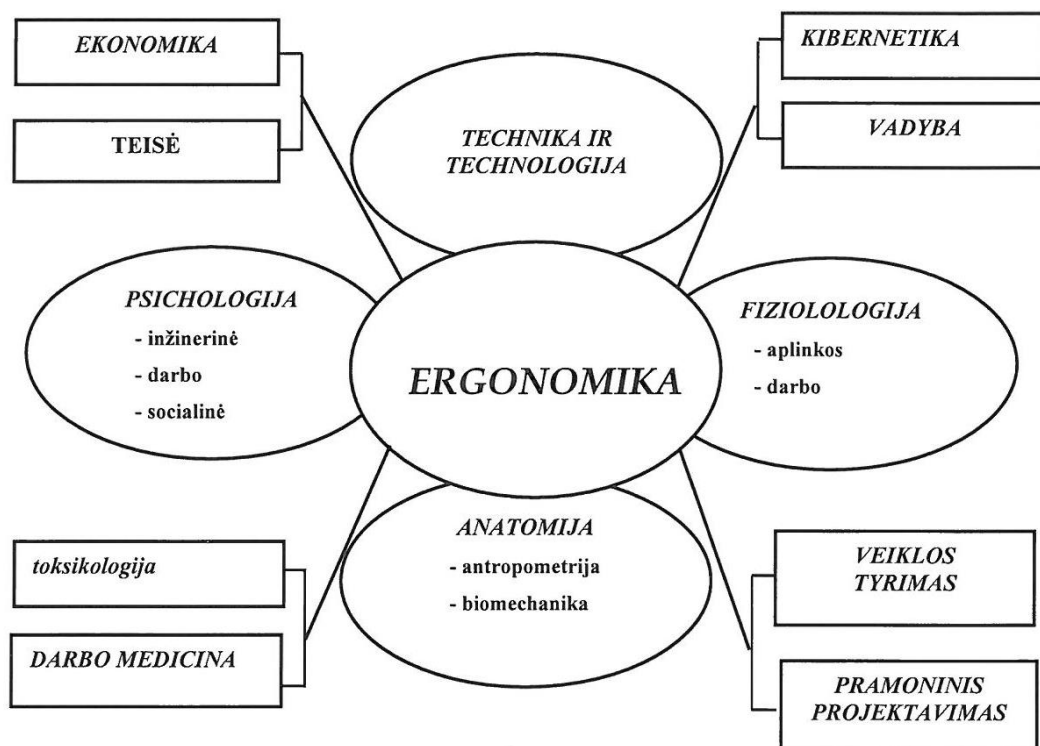 EKONOMIKA
TEISĖ
KIBERNETIKA
VADYBA
TECHNIKA IR
TECHNOLOGIJA
PSICHOLOGIJA
- inžinerinė
- darbo
- socialinė
ERGONOMIKA
FIZIOLOLOGIJA
- aplinkos
- darbo
ANATOMIJA
- antropometrija
- biomechanika
toksikologija
DARBO MEDICINA
VEIKLOS
TYRIMAS
PRAMONINIS
PROJEKTAVIMAS